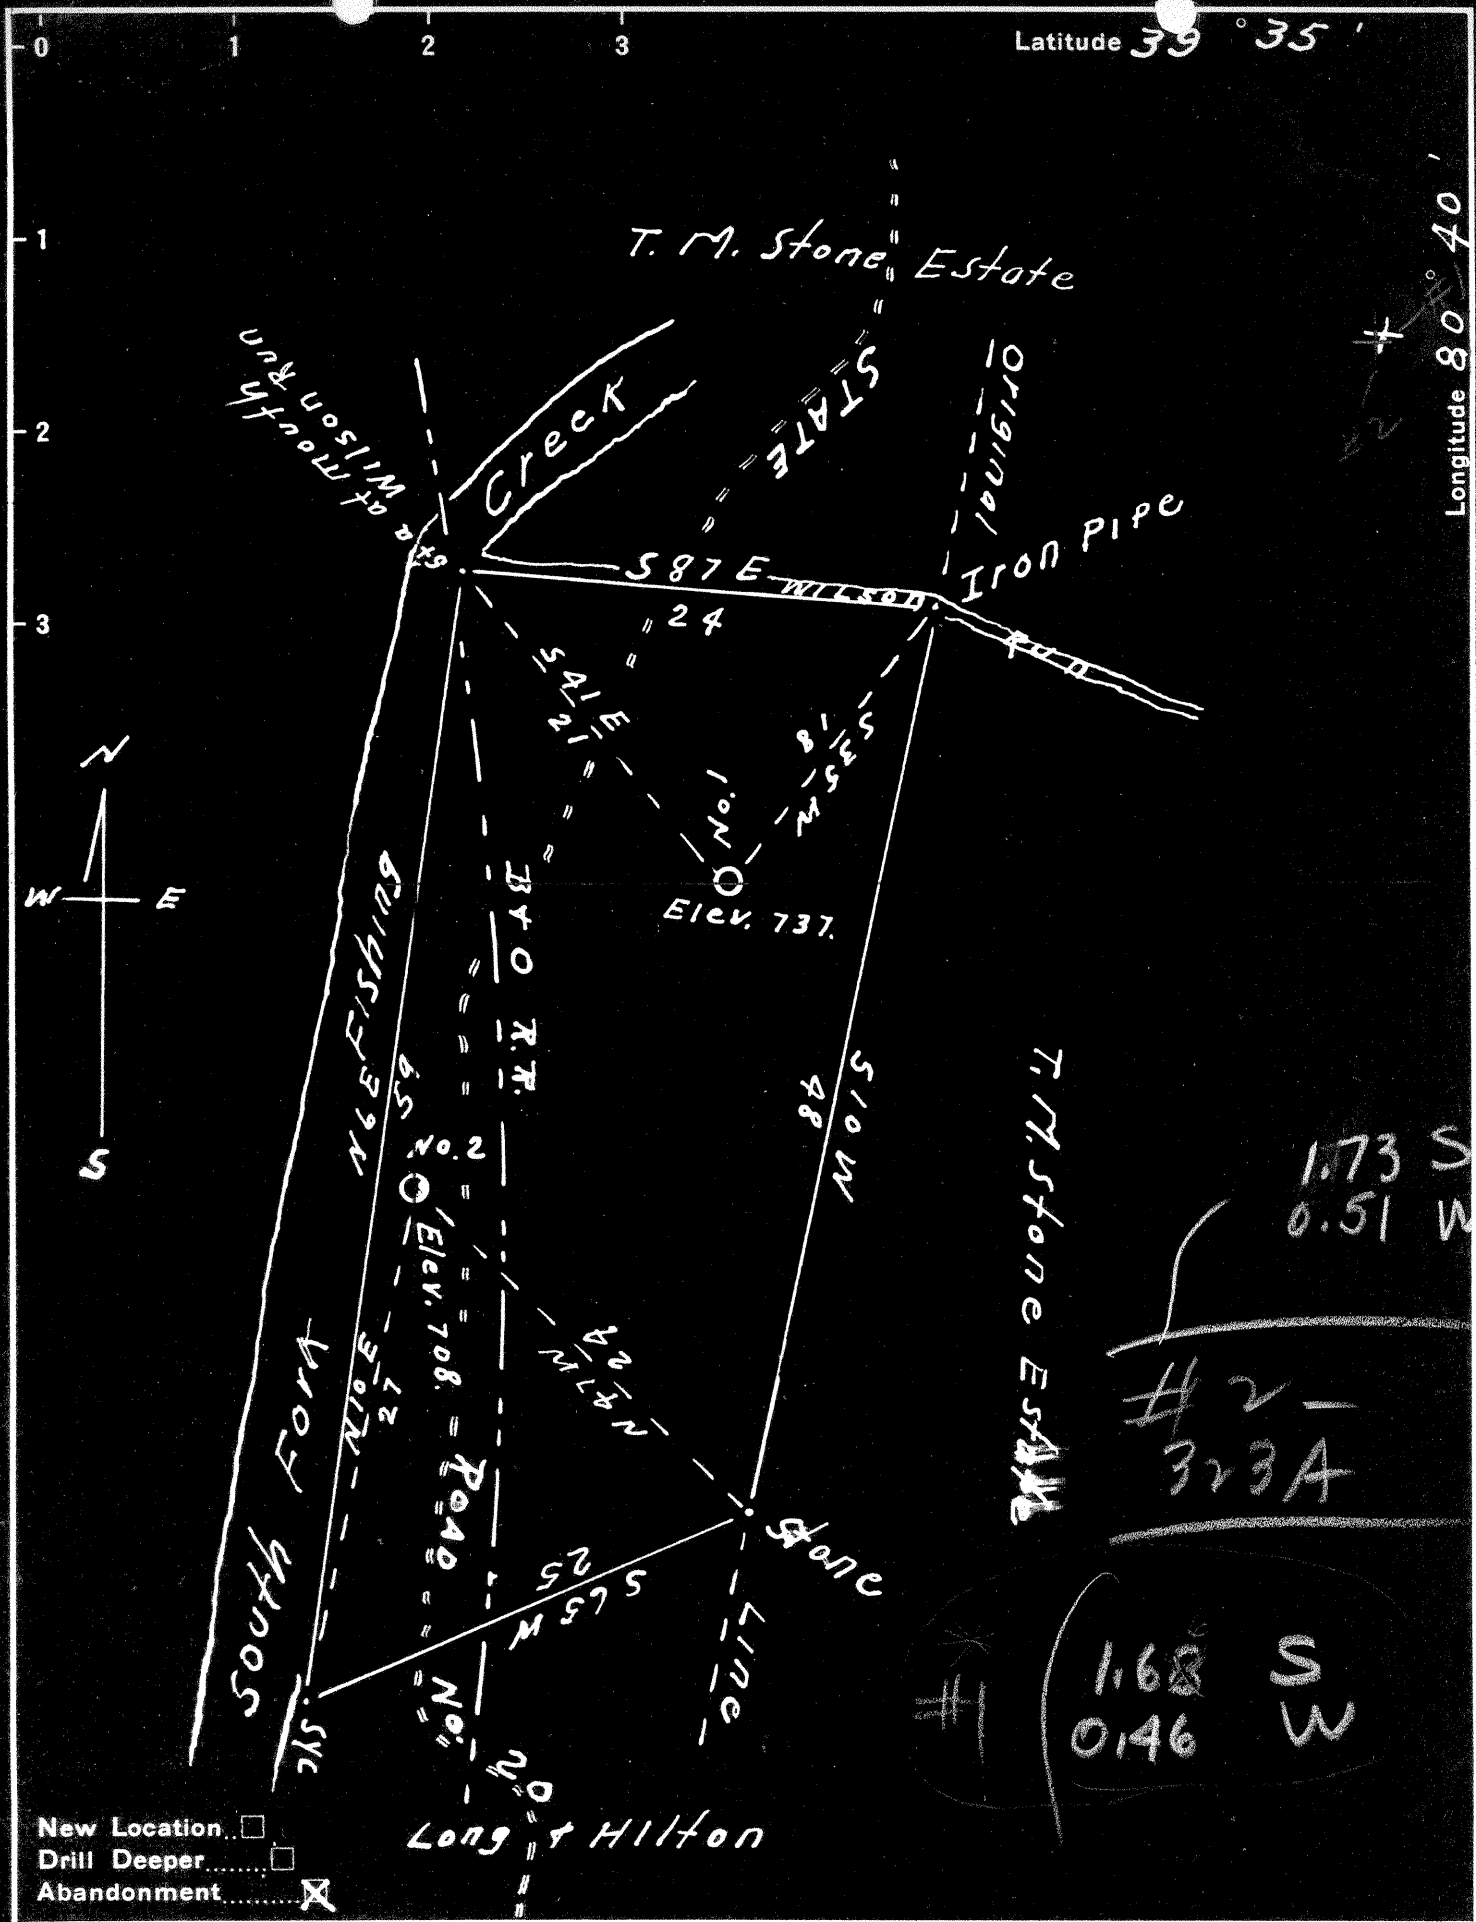 0 1 2 3
Latitude 39 ° 35 '
Longitude 80 ° 40 '
1
2
3
T. M. Stone Estate
STATE
Original
at mouth
Wilson Run
Creek
Iron Pipe
S 87 E
24
Wilson
Run
S 41 E
21
S 35 W
18
No. 1
Elev. 737.
N
W E
S
N 6 E
59
Fishing
B & O R.R.
S 10 W
48
T. M. Stone Estate
No. 2
Elev. 708.
N 10 E
27
N 47 W
South Fork
Road No. 20
S 65 W
25
Stone
Line
SYC
Long & Hilton
1.73 S
0.51 W
# 2 -
323A
#1
1.68 S
0.46 W
#2
New Location
Drill Deeper
Abandonment